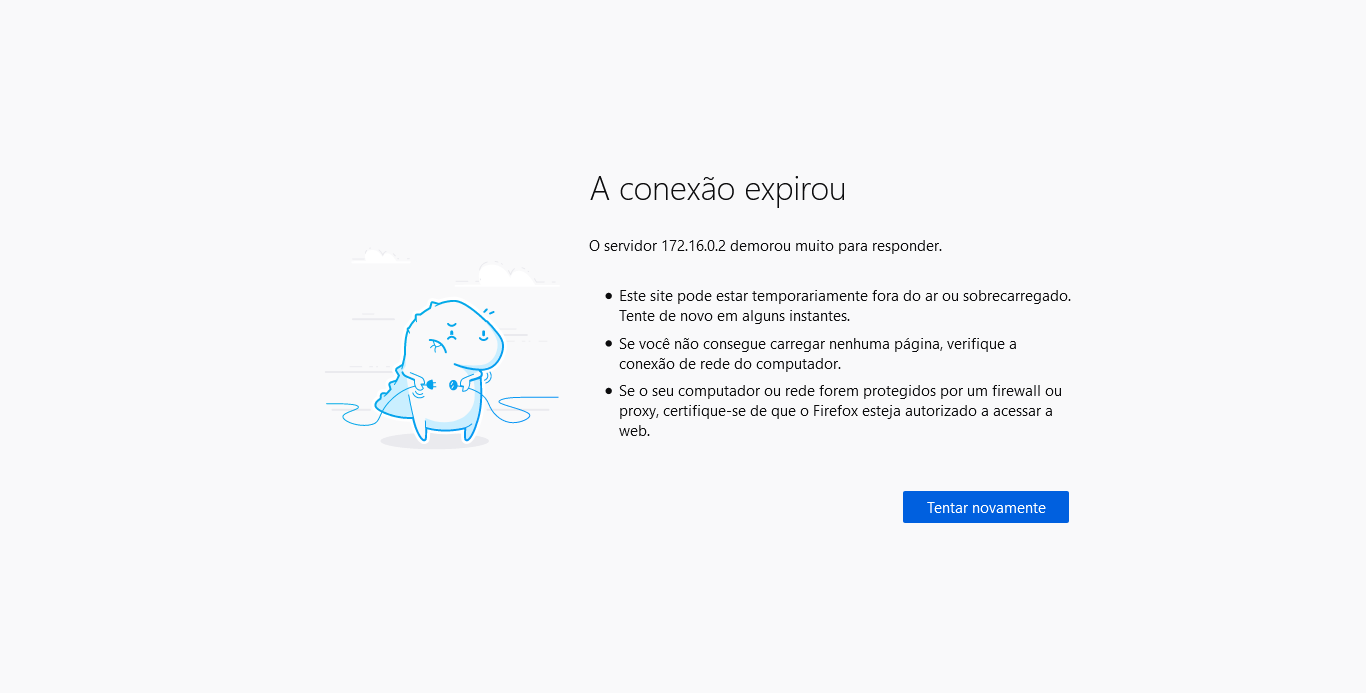 A conexão expirou
O servidor 172.16.0.2 demorou muito para responder.
Este site pode estar temporariamente fora do ar ou sobrecarregado.
Tente de novo em alguns instantes.
Se você não consegue carregar nenhuma página, verifique a
conexão de rede do computador.
Se o seu computador ou rede forem protegidos por um firewall ou
proxy, certifique-se de que o Firefox esteja autorizado a acessar a
web.
Tentar novamente